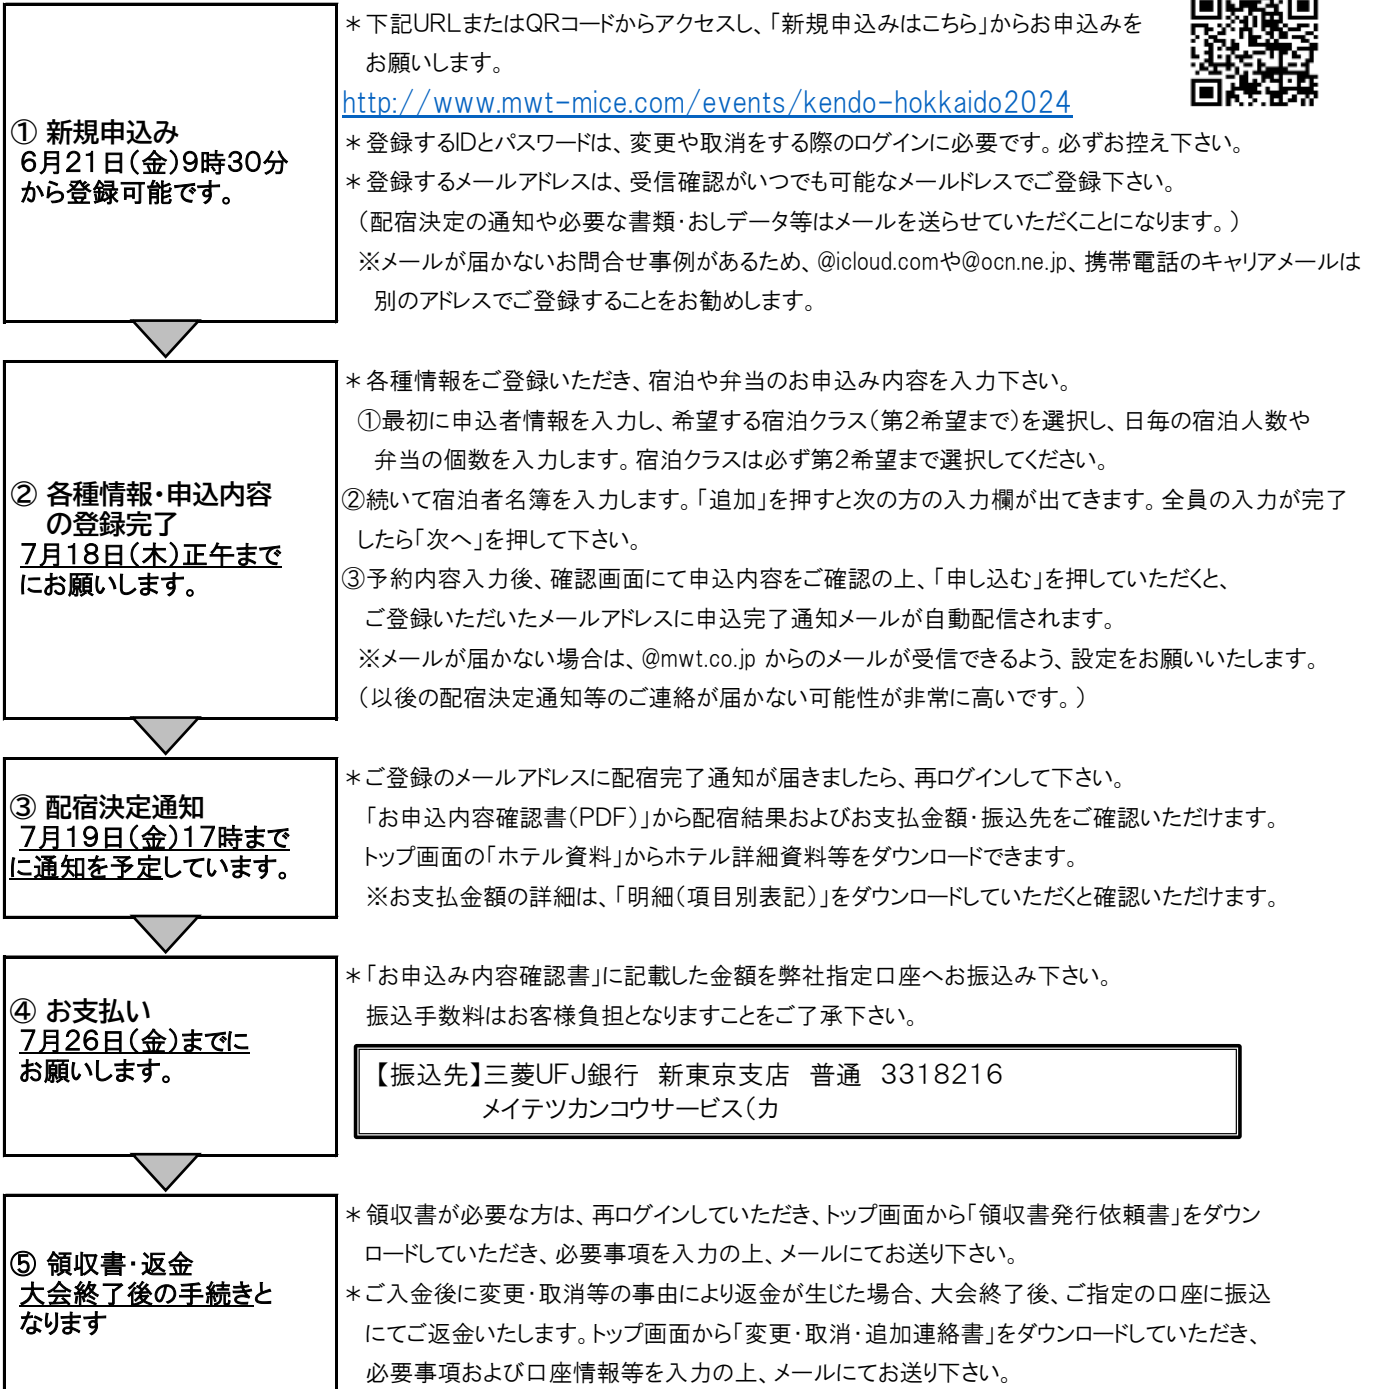 ① 新規申込み
6月21日(金)9時30分
から登録可能です。
＊下記URLまたはQRコードからアクセスし、「新規申込みはこちら」からお申込みを
お願いします。
http://www.mwt-mice.com/events/kendo-hokkaido2024
＊登録するIDとパスワードは、変更や取消をする際のログインに必要です。必ずお控え下さい。
＊登録するメールアドレスは、受信確認がいつでも可能なメールドレスでご登録下さい。
（配宿決定の通知や必要な書類・おしデータ等はメールを送らせていただくことになります。）
※メールが届かないお問合せ事例があるため、@icloud.comや@ocn.ne.jp、携帯電話のキャリアメールは
別のアドレスでご登録することをお勧めします。
② 各種情報・申込内容
の登録完了
7月18日(木)正午まで
にお願いします。
＊各種情報をご登録いただき、宿泊や弁当のお申込み内容を入力下さい。
①最初に申込者情報を入力し、希望する宿泊クラス（第2希望まで）を選択し、日毎の宿泊人数や
弁当の個数を入力します。宿泊クラスは必ず第2希望まで選択してください。
②続いて宿泊者名簿を入力します。「追加」を押すと次の方の入力欄が出てきます。全員の入力が完了
したら「次へ」を押して下さい。
③予約内容入力後、確認画面にて申込内容をご確認の上、「申し込む」を押していただくと、
ご登録いただいたメールアドレスに申込完了通知メールが自動配信されます。
※メールが届かない場合は、@mwt.co.jp からのメールが受信できるよう、設定をお願いいたします。
（以後の配宿決定通知等のご連絡が届かない可能性が非常に高いです。）
③ 配宿決定通知
7月19日(金)17時まで
に通知を予定しています。
＊ご登録のメールアドレスに配宿完了通知が届きましたら、再ログインして下さい。
「お申込内容確認書（PDF）」から配宿結果およびお支払金額・振込先をご確認いただけます。
トップ画面の「ホテル資料」からホテル詳細資料等をダウンロードできます。
※お支払金額の詳細は、「明細（項目別表記）」をダウンロードしていただくと確認いただけます。
④ お支払い
7月26日(金)までに
お願いします。
＊「お申込み内容確認書」に記載した金額を弊社指定口座へお振込み下さい。
振込手数料はお客様負担となりますことをご了承下さい。
【振込先】三菱UFJ銀行 新東京支店 普通 3318216
メイテツカンコウサービス（カ
⑤ 領収書・返金
大会終了後の手続きと
なります
＊領収書が必要な方は、再ログインしていただき、トップ画面から「領収書発行依頼書」をダウン
ロードしていただき、必要事項を入力の上、メールにてお送り下さい。
＊ご入金後に変更・取消等の事由により返金が生じた場合、大会終了後、ご指定の口座に振込
にてご返金いたします。トップ画面から「変更・取消・追加連絡書」をダウンロードしていただき、
必要事項および口座情報等を入力の上、メールにてお送り下さい。